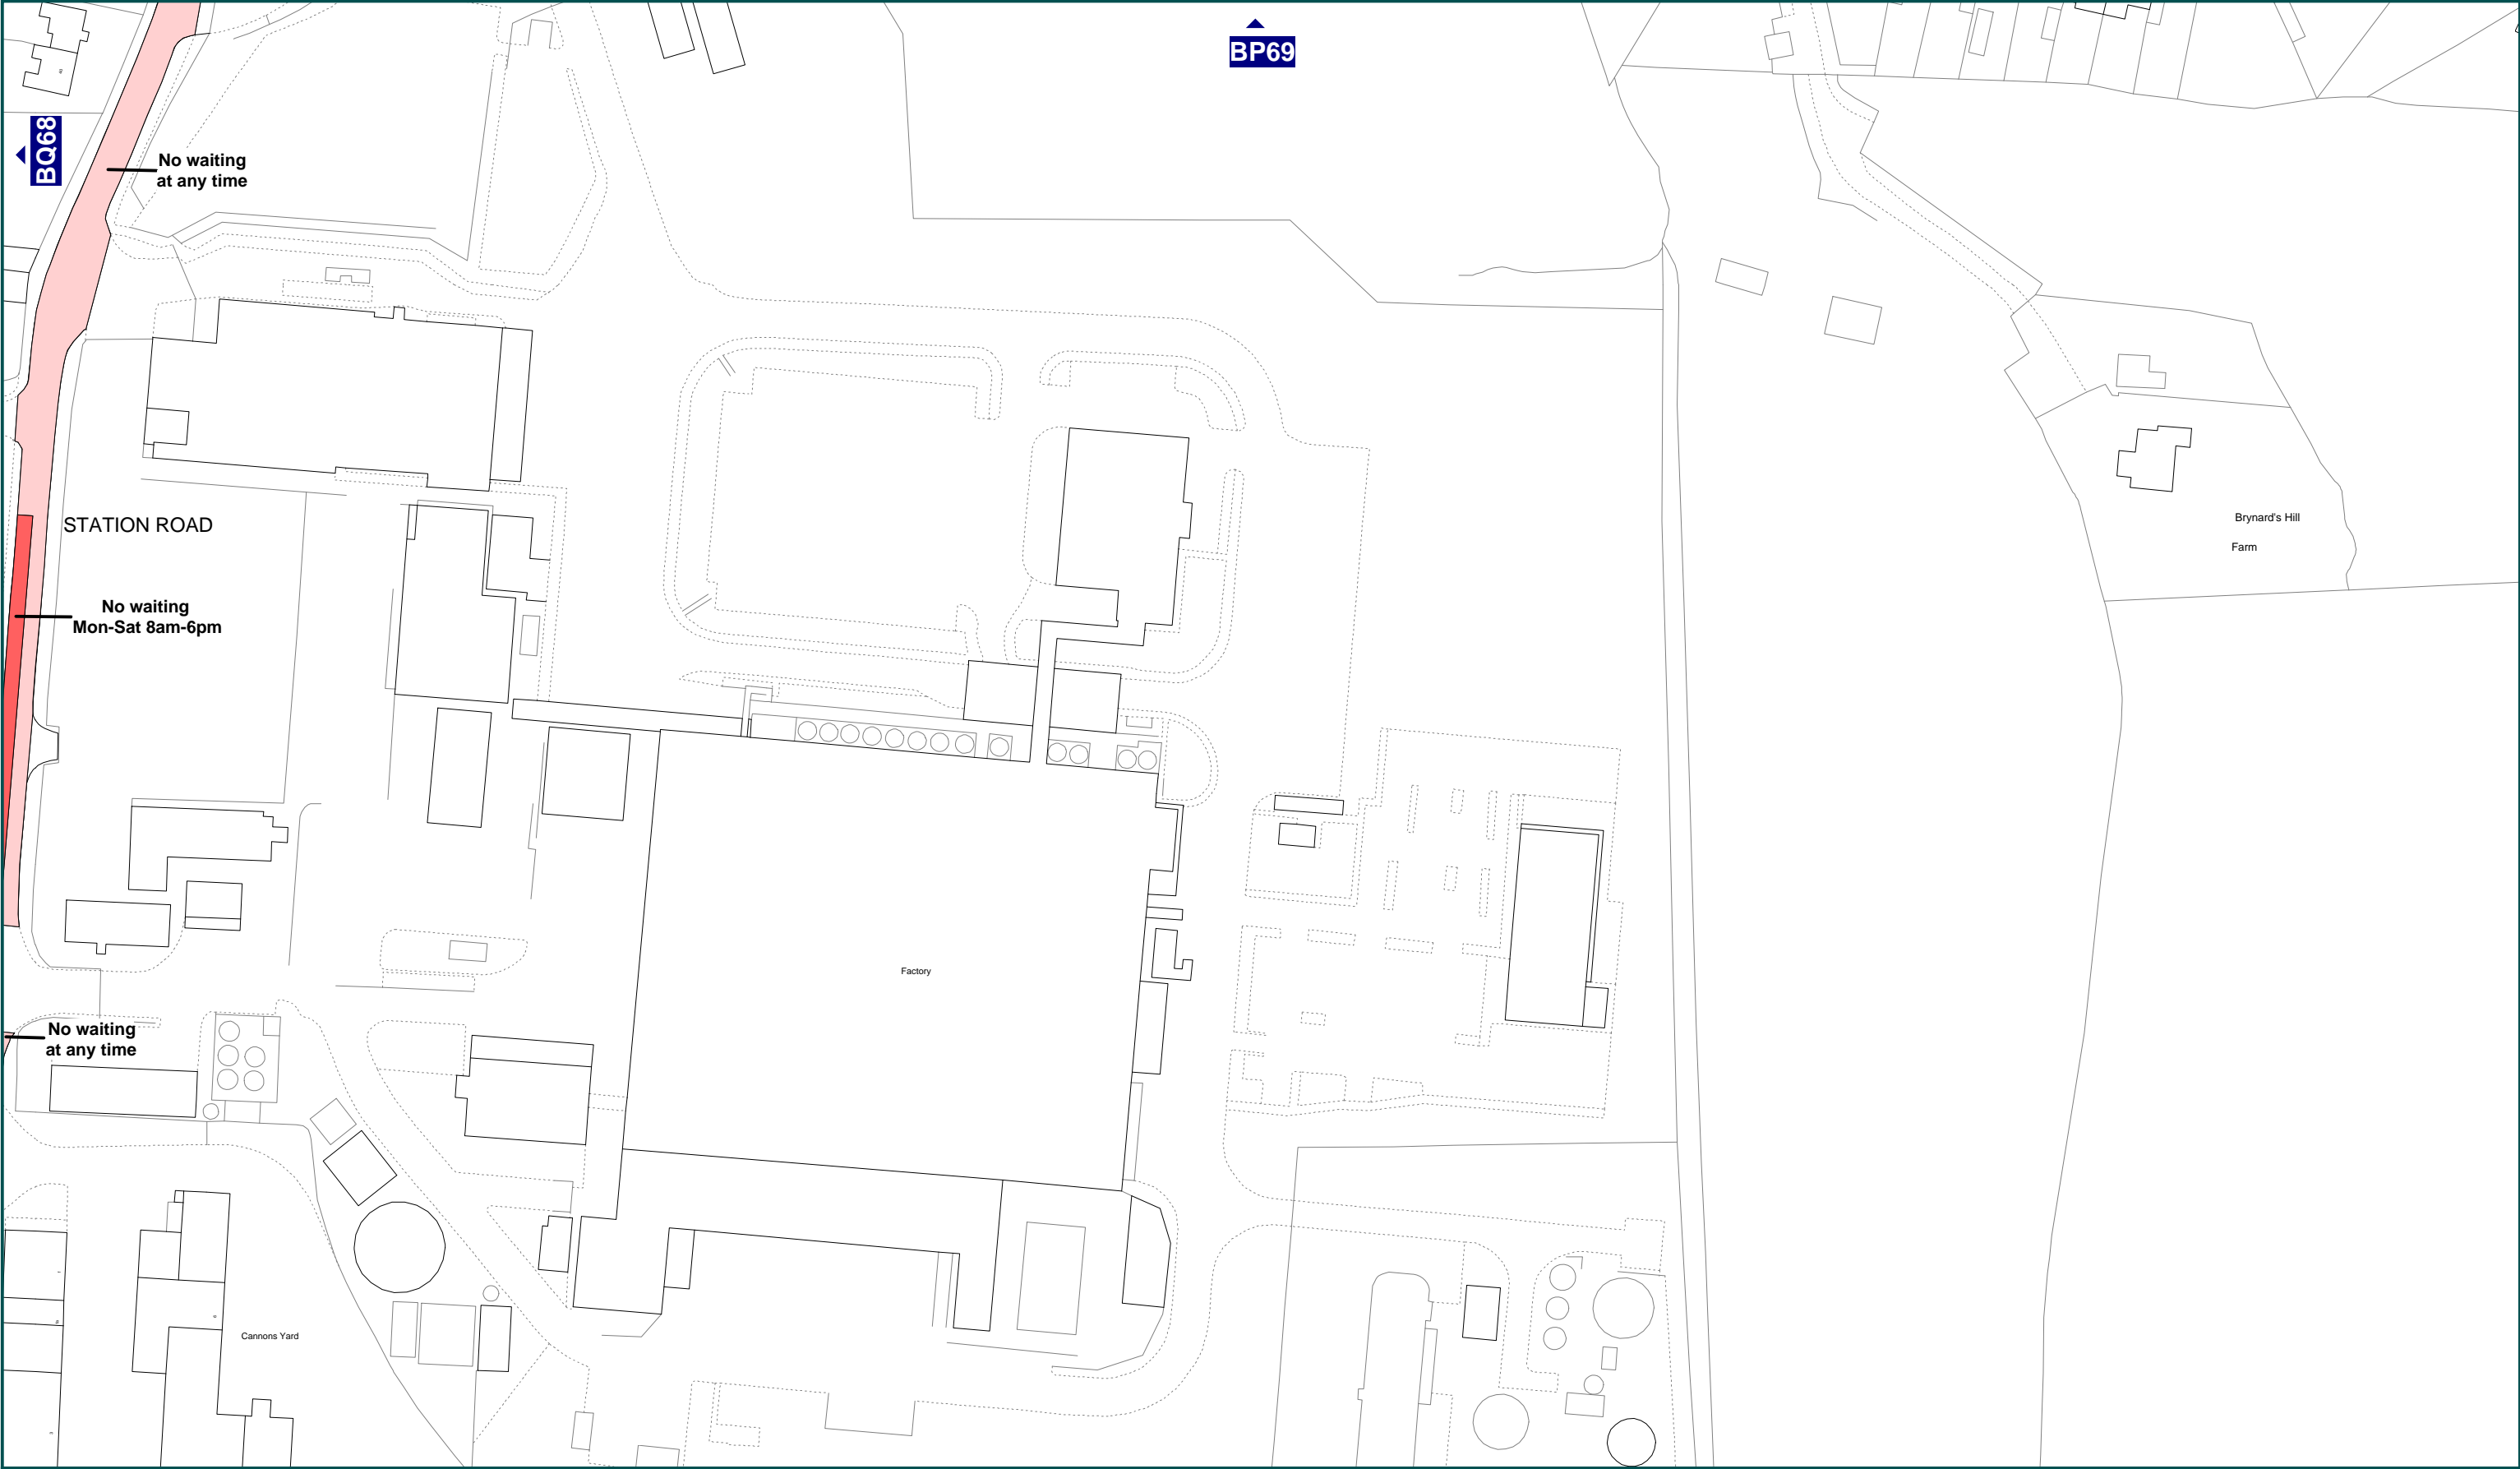 BP69
BQ68
No waiting
at any time
STATION ROAD
Brynard's Hill
Farm
No waiting
Mon-Sat 8am-6pm
Factory
No waiting
at any time
Cannons Yard